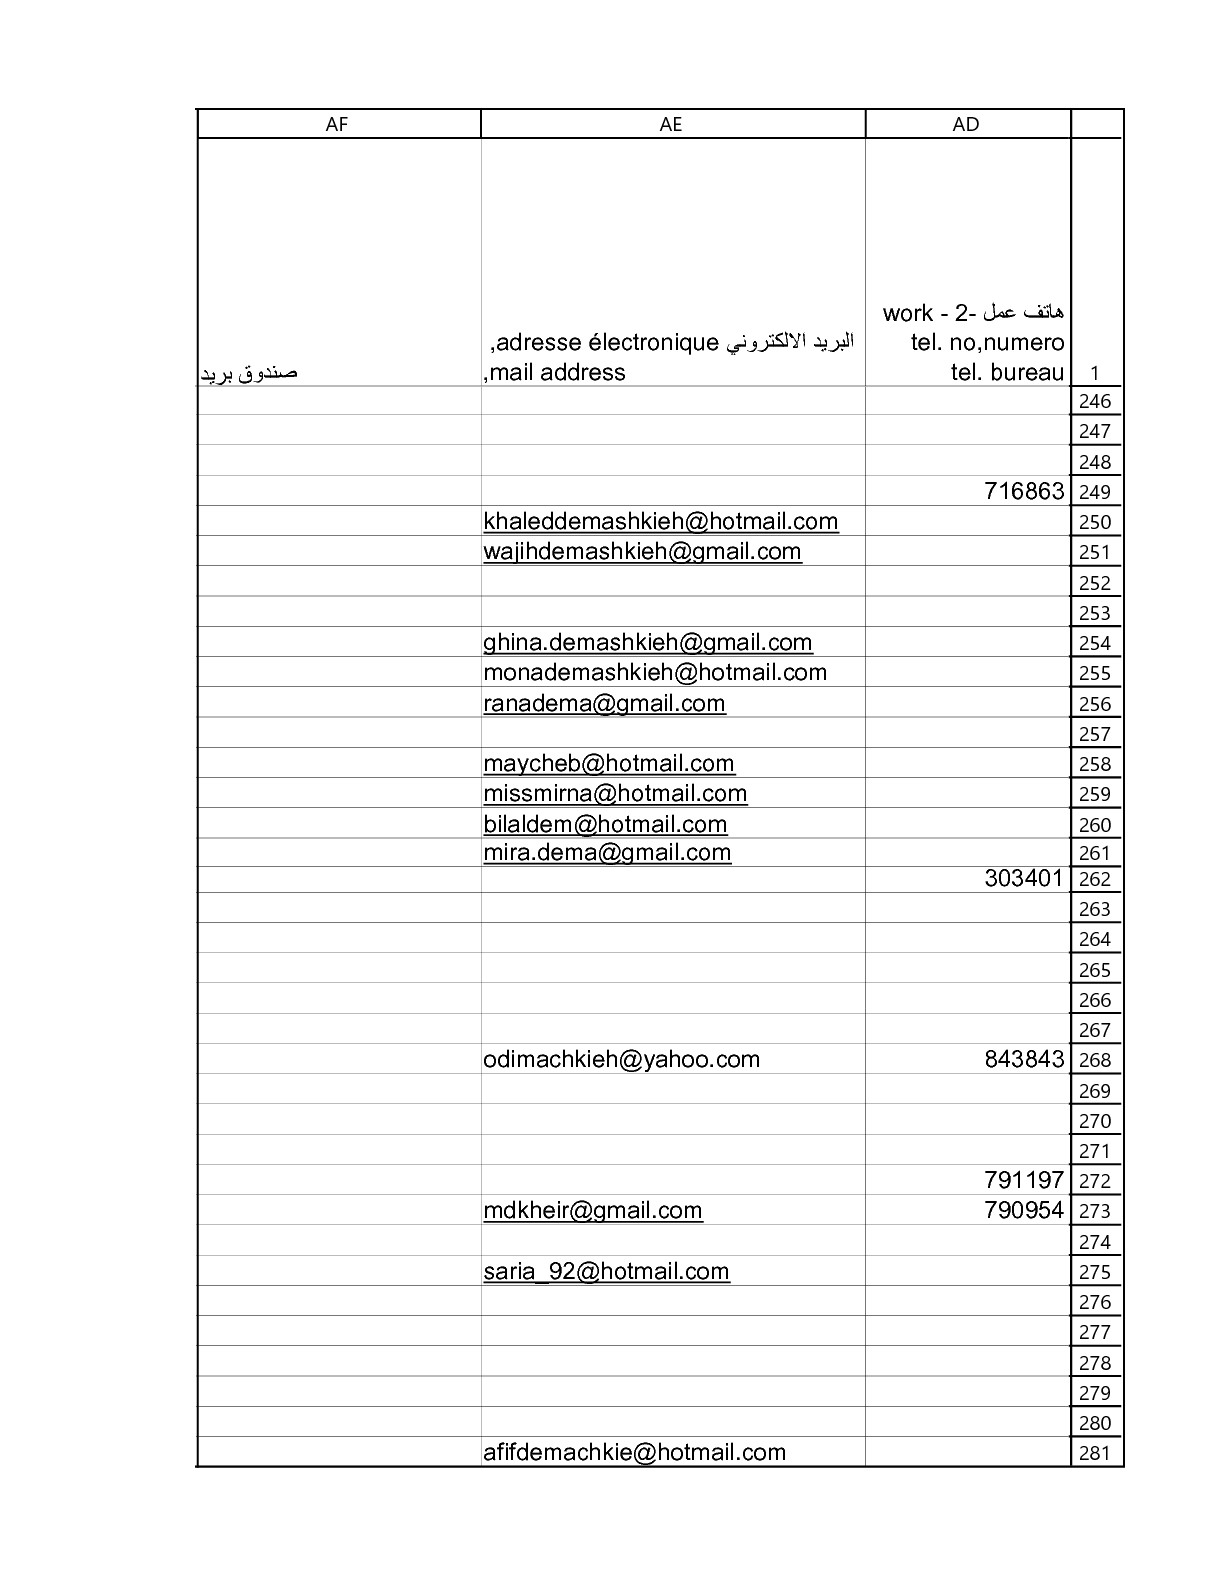 AD AE AF
هاتف عمل -2 - work
tel. no,numero
tel. bureau
البريد الالكتروني adresse électronique,
mail address,
صندوق بريد
1
246
247
248
249 716863
250 khaleddemashkieh@hotmail.com
251 wajihdemashkieh@gmail.com
252
253
254 ghina.demashkieh@gmail.com
255 monademashkieh@hotmail.com
256 ranadema@gmail.com
257
258 maycheb@hotmail.com
259 missmirna@hotmail.com
260 bilaldem@hotmail.com
261 mira.dema@gmail.com
262 303401
263
264
265
266
267
268 843843 odimachkieh@yahoo.com
269
270
271
272 791197
273 790954 mdkheir@gmail.com
274
275 saria_92@hotmail.com
276
277
278
279
280
281 afifdemachkie@hotmail.com